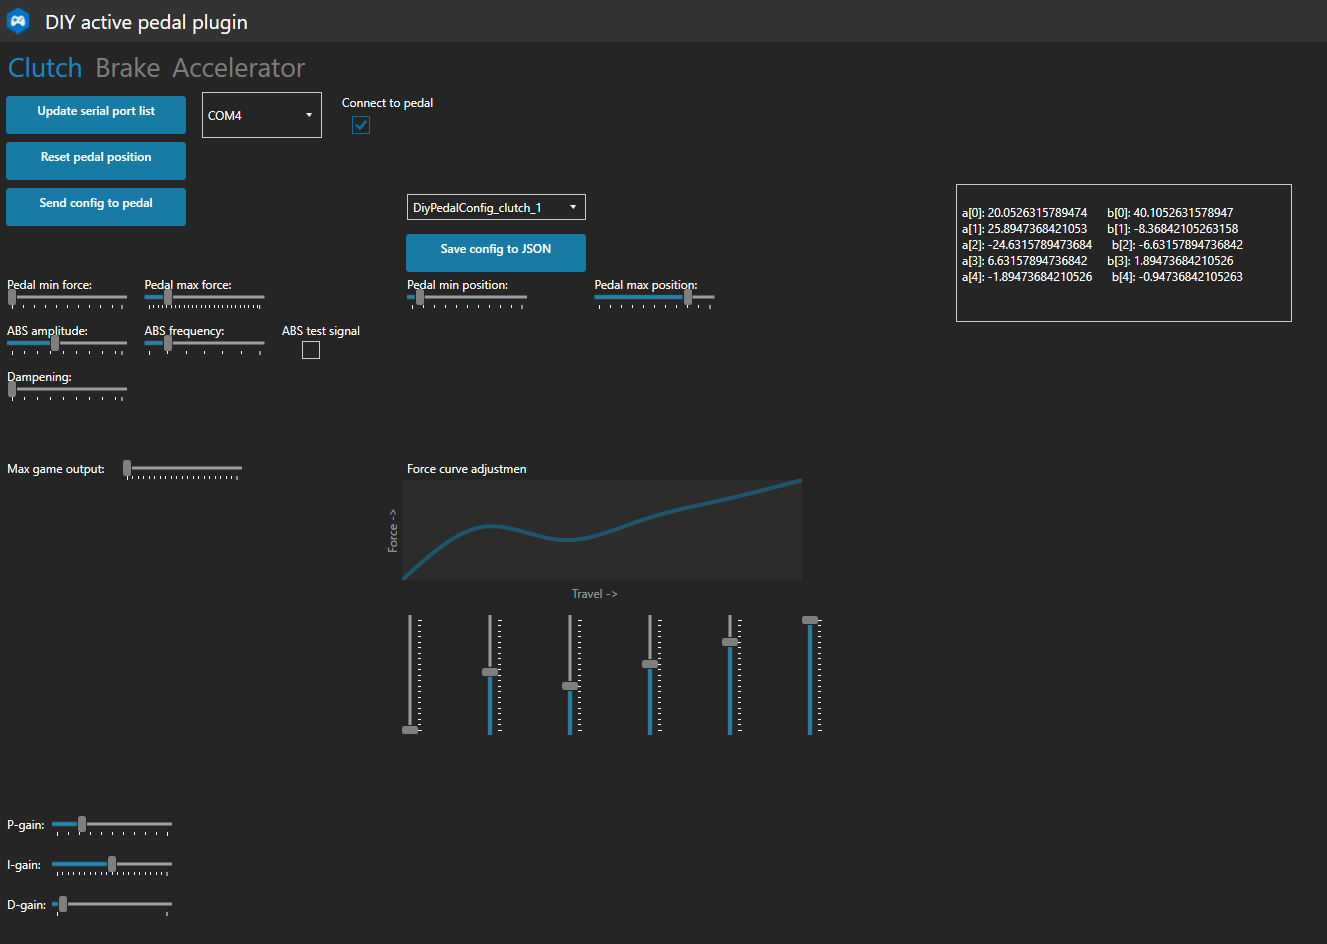 DIY active pedal plugin
Clutch Brake Accelerator
Update serial port list
COM4
Connect to pedal
Reset pedal position
Send config to pedal
DiyPedalConfig_clutch_1
Save config to JSON
a[0]: 20.0526315789474 b[0]: 40.1052631578947
a[1]: 25.8947368421053 b[1]: -8.36842105263158
a[2]: -24.6315789473684 b[2]: -6.63157894736842
a[3]: 6.63157894736842 b[3]: 1.89473684210526
a[4]: -1.89473684210526 b[4]: -0.94736842105263
Pedal min force:
Pedal max force:
Pedal min position:
Pedal max position:
ABS amplitude:
ABS frequency:
ABS test signal
Dampening:
Max game output:
Force curve adjustmen
Force ->
Travel ->
P-gain:
I-gain:
D-gain: